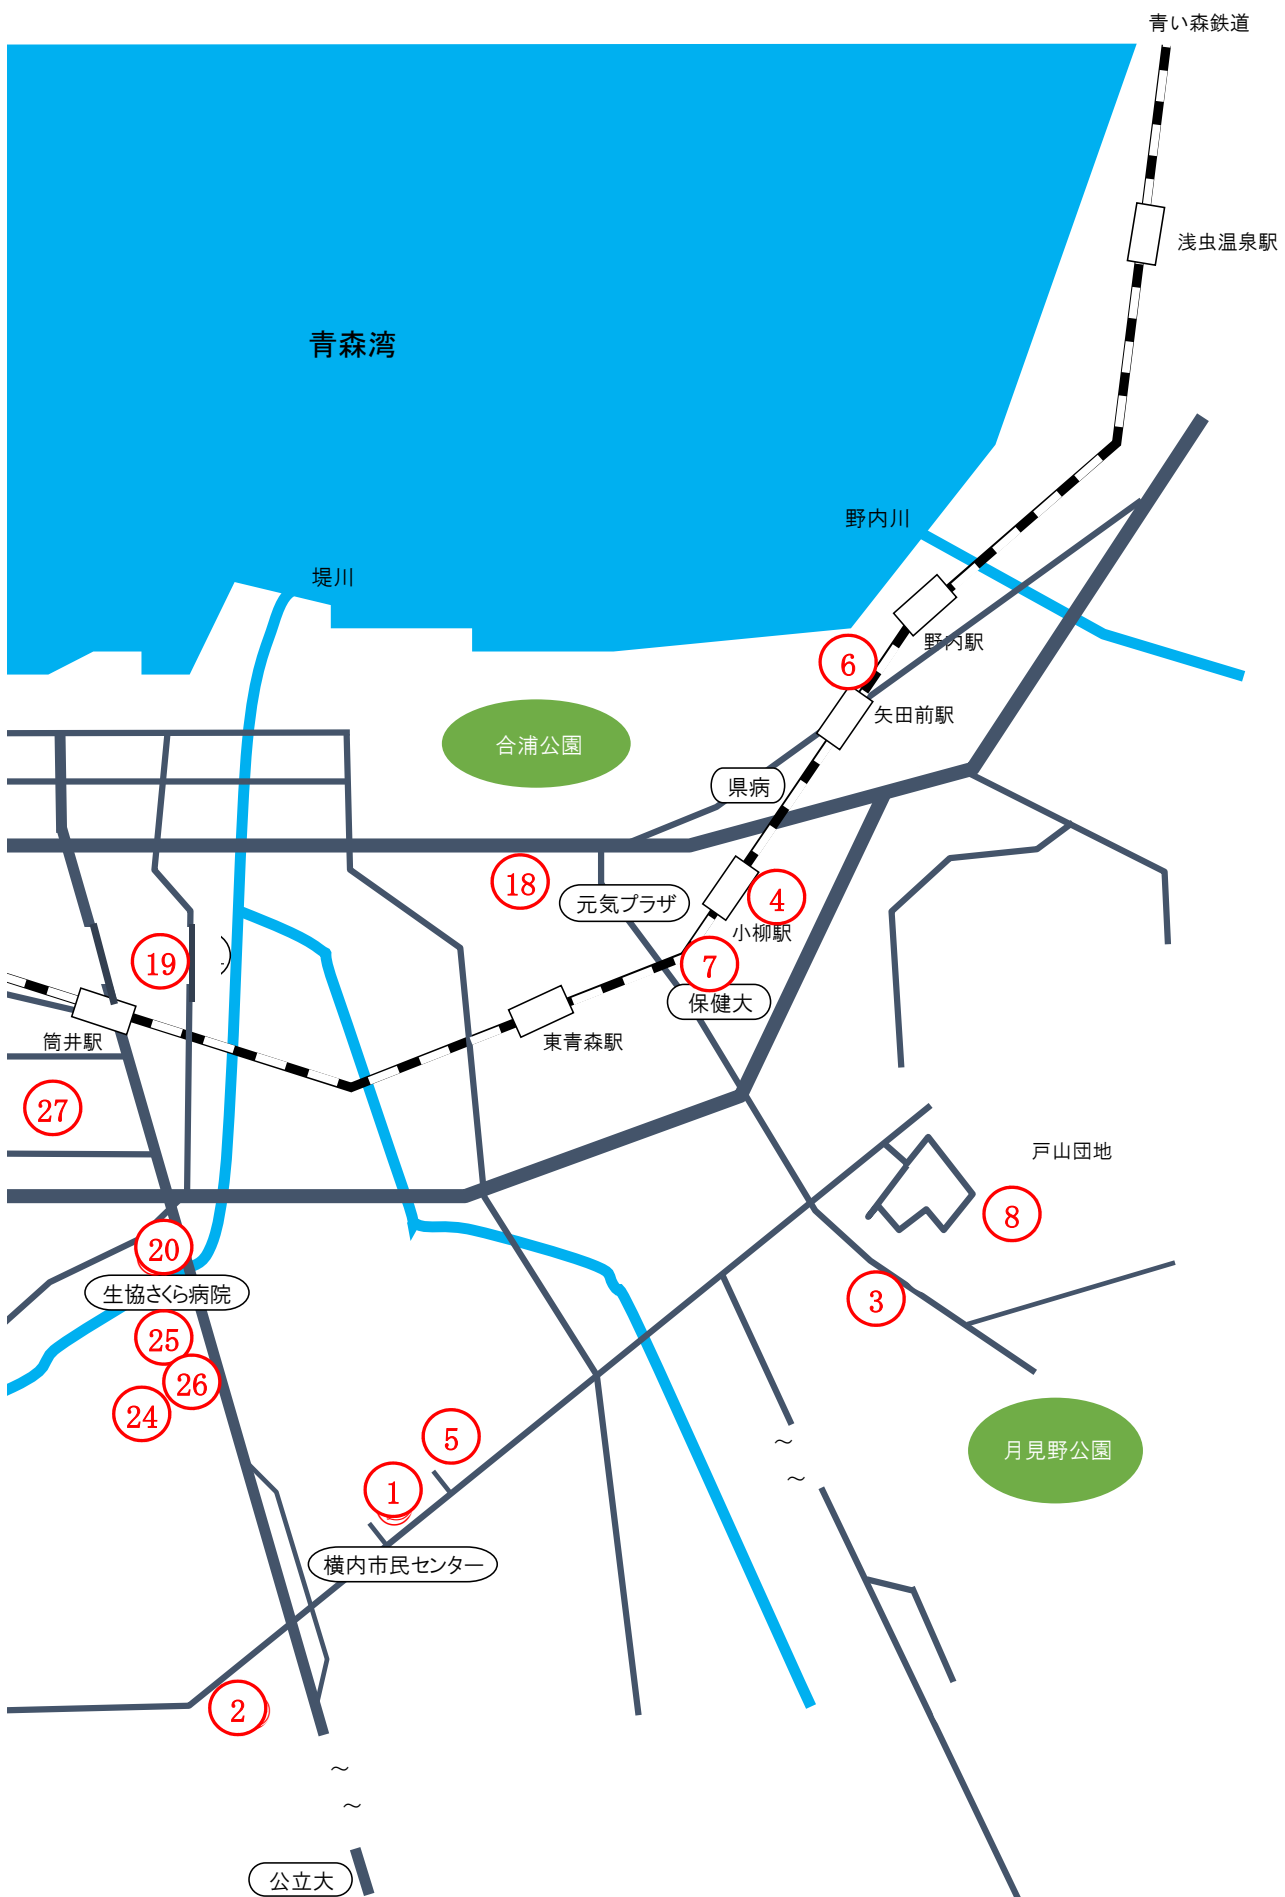 青い森鉄道
浅虫温泉駅
青森湾
野内川
堤川
野内駅
6
矢田前駅
合浦公園
県病
18
元気プラザ
4
小柳駅
19
7
保健大
筒井駅
東青森駅
27
戸山団地
8
20
生協さくら病院
3
25
26
24
5
月見野公園
～
～
1
横内市民センター
2
～
～
公立大